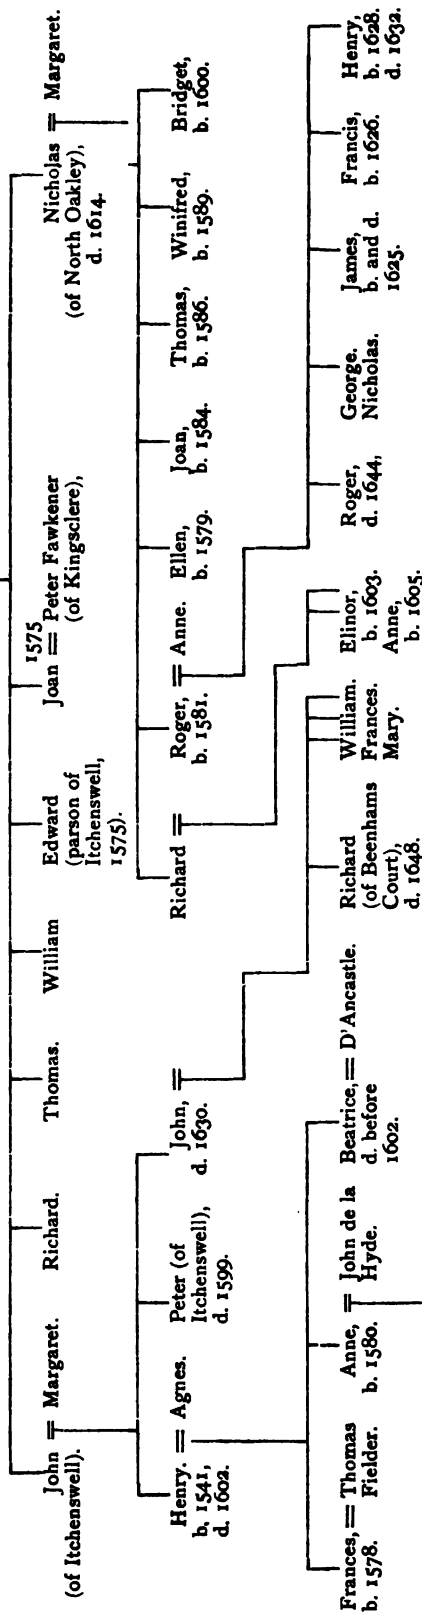 John = Margaret.
(of Itchenswell).
Richard.
Thomas.
William
Edward
(parson of
Itchenswell,
1575).
1575
Joan = Peter Fawkener
(of Kingsclere),
Nicholas = Margaret.
(of North Oakley),
d. 1614.
Henry. = Agnes.
b, 1541,
d. 1602.
Peter (of
Itchenswell),
d. 1599.
John, =
d. 1630.
Richard =
Roger, = Anne.
b. 1581.
Ellen,
b. 1579.
Joan,
b. 1584.
Thomas,
b. 1586.
Winifred,
b. 1589.
Bridget,
b. 1600.
Frances, = Thomas
b. 1578. Fielder.
Anne, = John de la
b. 1580. Hyde.
Beatrice, = D'Ancastle.
d. before
1602.
Richard
(of Beenhams
Court),
d. 1648.
William.
Frances.
Mary.
Elinor,
b. 1603.
Anne,
b. 1605.
Roger,
d. 1644,
George.
Nicholas.
James,
b. and d.
1625.
Francis,
b. 1626.
Henry,
b. 1628.
d. 1632.